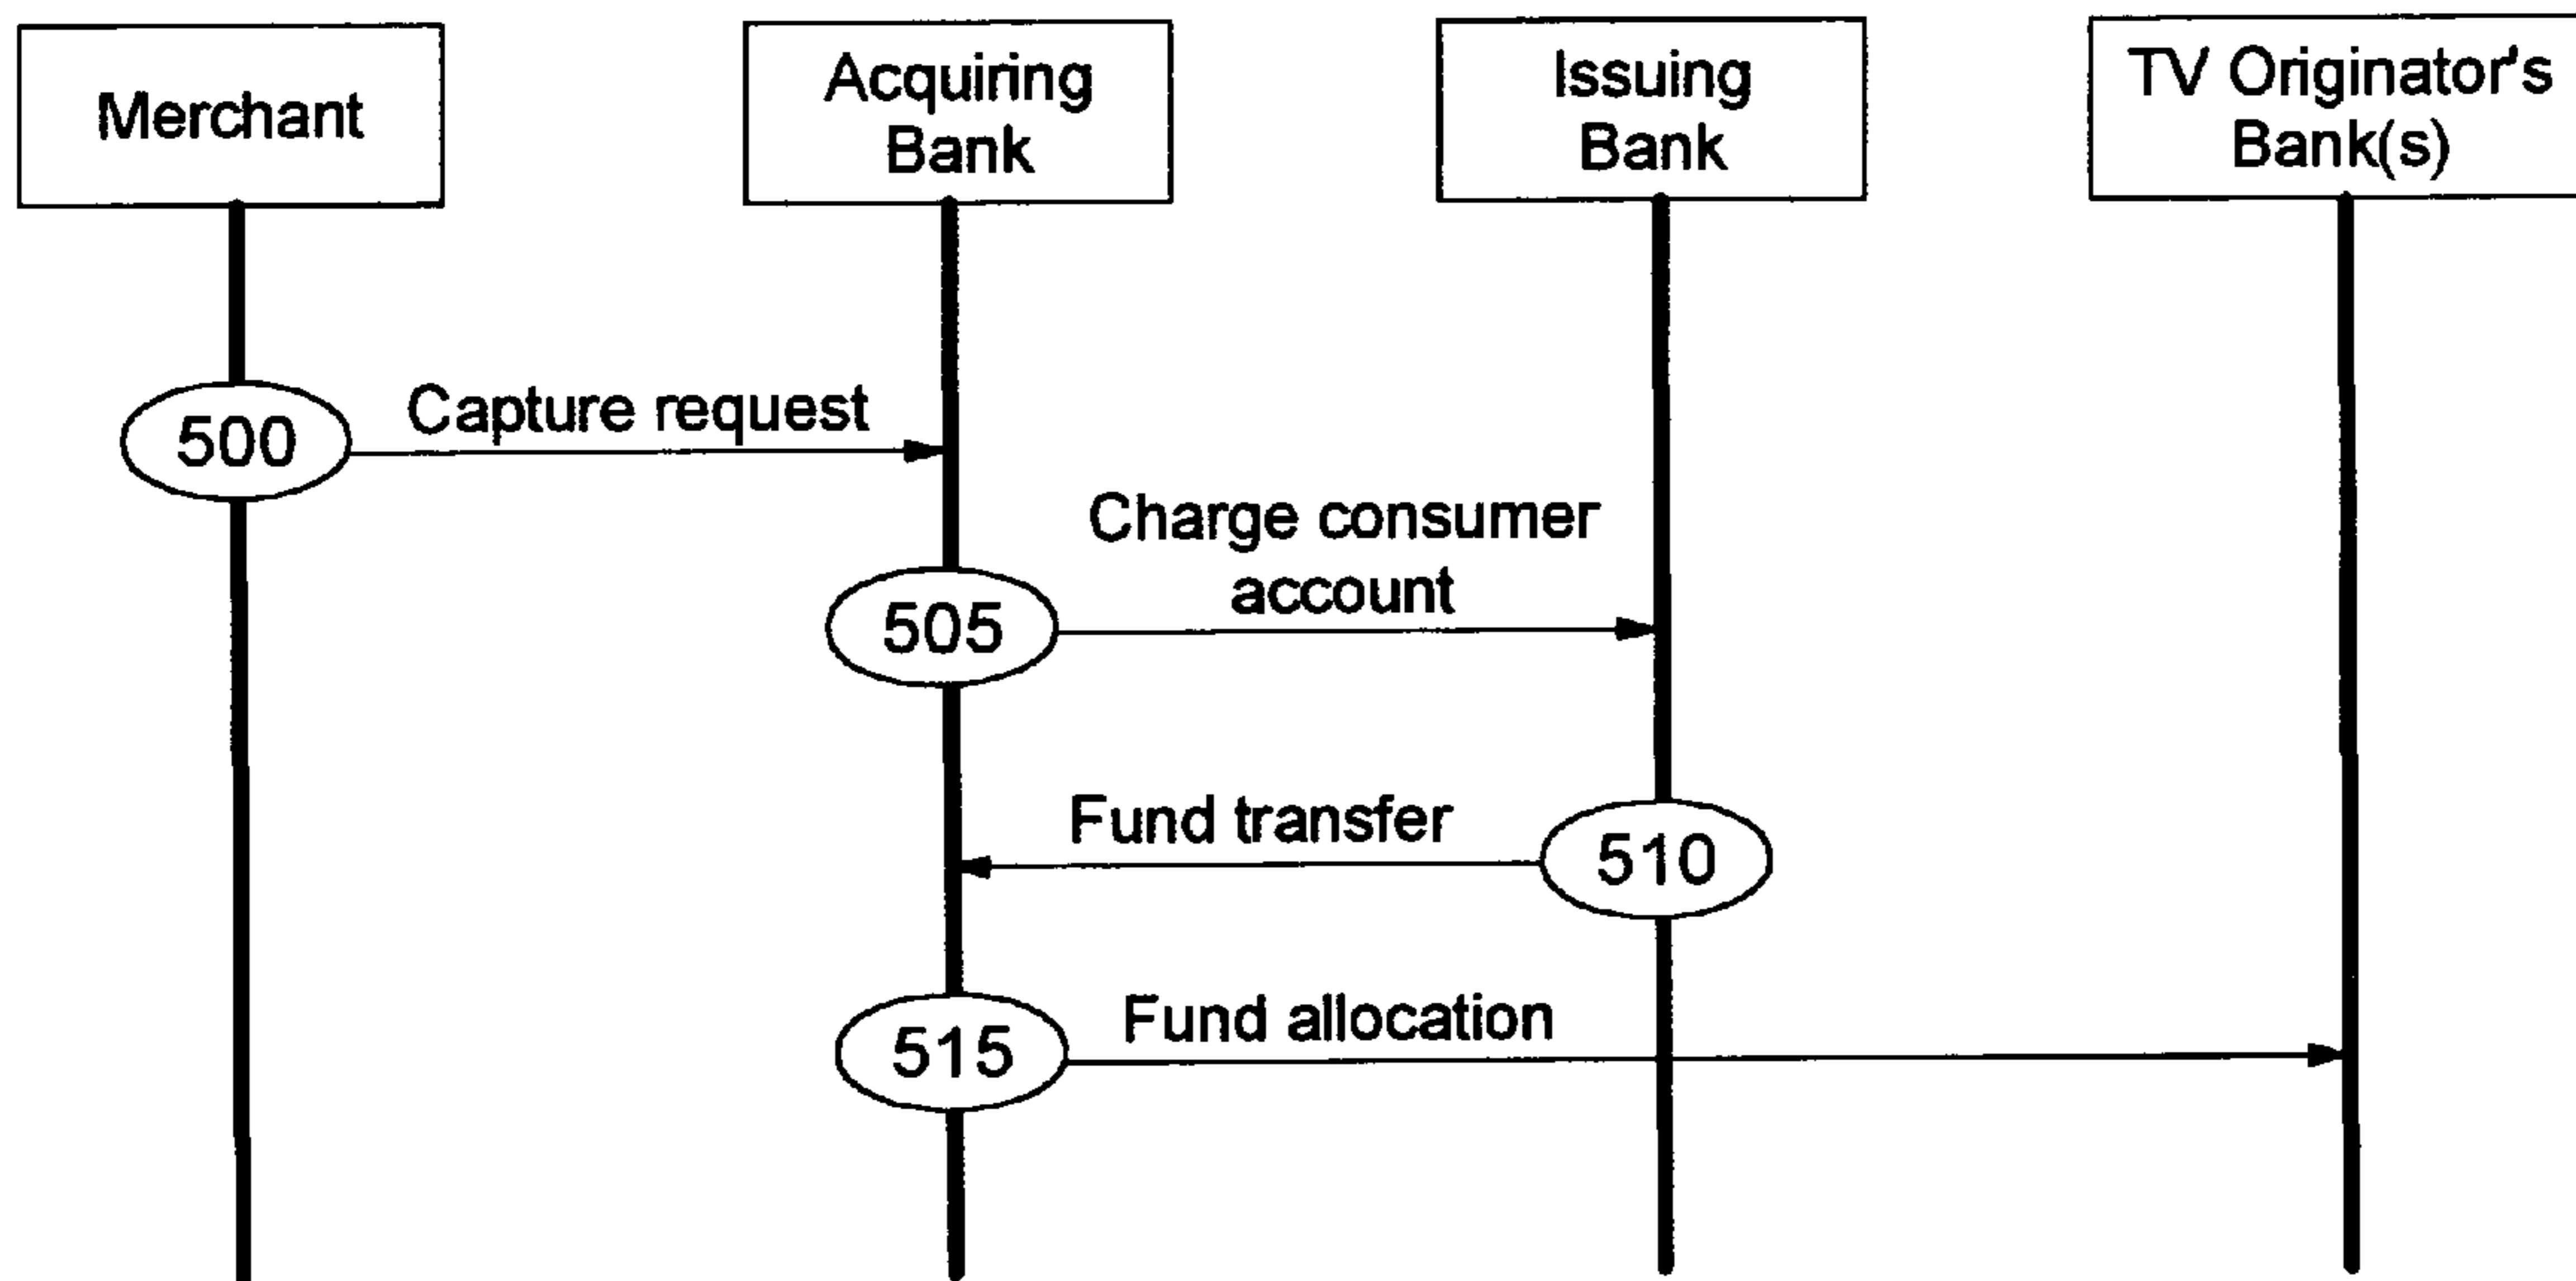 Merchant
Acquiring
Bank
Issuing
Bank
TV Originator's
Bank(s)
500
Capture request
Charge consumer
account
505
Fund transfer
510
515
Fund allocation